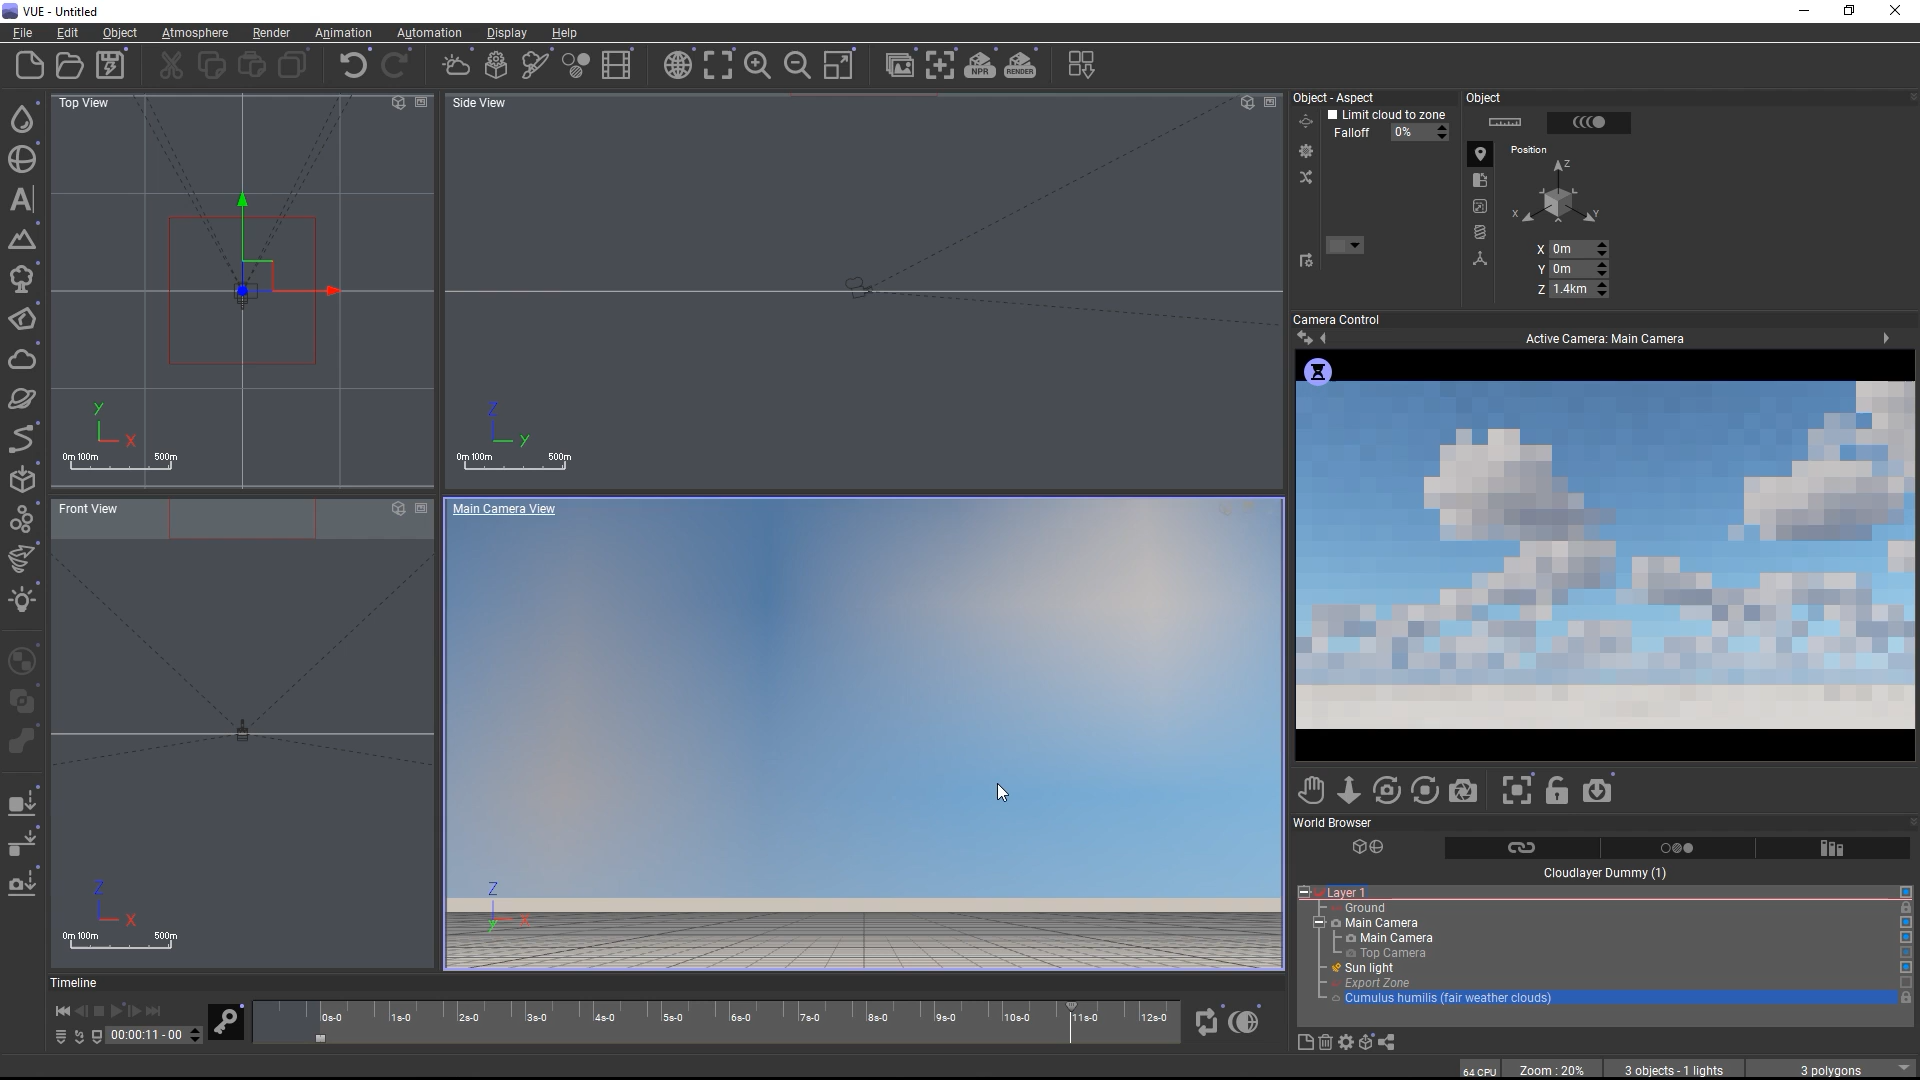 VUE - Untitled
File Edit Object Atmosphere Render Animation Automation Display Help
NPR RENDER
Top View
Y
X
0m 100m 500m
Side View
Z
Y
0m 100m 500m
Front View
Z
X
0m 100m 500m
Main Camera View
Z
X
Y
Object - Aspect
Limit cloud to zone
Falloff 0%
Object
Position
Z
X Y
X 0m
Y 0m
Z 1.4km
Camera Control
Active Camera: Main Camera
World Browser
Cloudlayer Dummy (1)
Layer 1
Ground
Main Camera
Main Camera
Top Camera
Sun light
Export Zone
Cumulus humilis (fair weather clouds)
Timeline
00:00:11 - 00
0s-0 1s-0 2s-0 3s-0 4s-0 5s-0 6s-0 7s-0 8s-0 9s-0 10s-0 11s-0 12s-0
64 CPU Zoom : 20% 3 objects - 1 lights 3 polygons